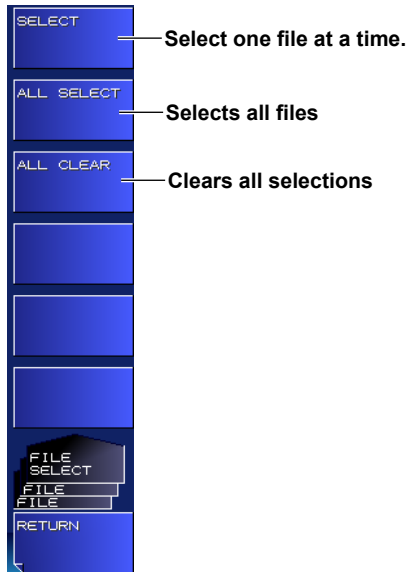 SELECT
Select one file at a time.
ALL SELECT
Selects all files
ALL CLEAR
Clears all selections
FILE
SELECT
FILE
FILE
RETURN